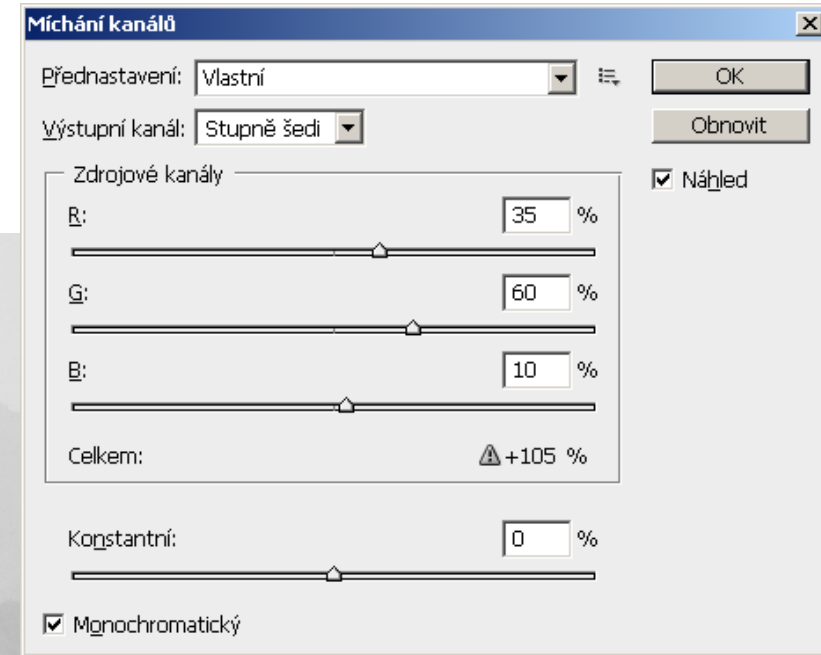 Míchání kanálů
Přednastavení: Vlastní OK
Výstupní kanál: Stupně šedi Obnovit
Zdrojové kanály Náhled
R: 35 %
G: 60 %
B: 10 %
Celkem: +105 %
Konstantní: 0 %
Monochromatický